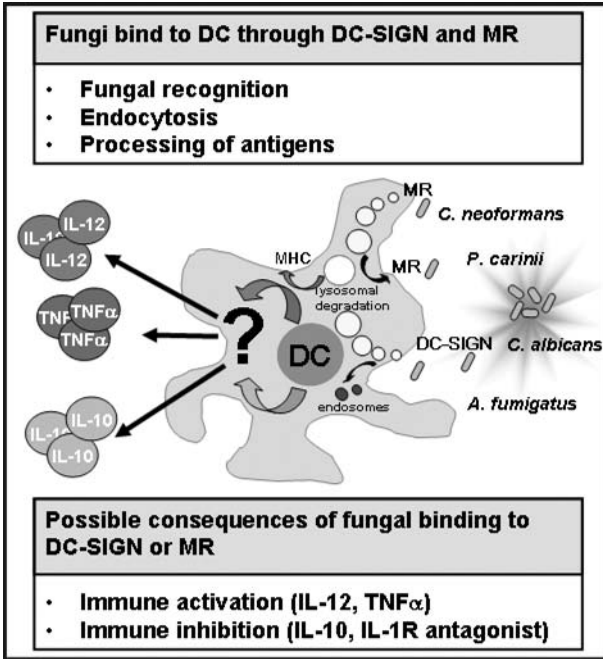 Fungi bind to DC through DC-SIGN and MR
• Fungal recognition
• Endocytosis
• Processing of antigens
MR
C. neoformans
IL-12
IL-12
MHC
MR
P. carinii
lysosomal
degradation
TNFα
TNFα
?
DC
DC-SIGN
C. albicans
endosomes
A. fumigatus
IL-10
IL-10
Possible consequences of fungal binding to
DC-SIGN or MR
• Immune activation (IL-12, TNFα)
• Immune inhibition (IL-10, IL-1R antagonist)